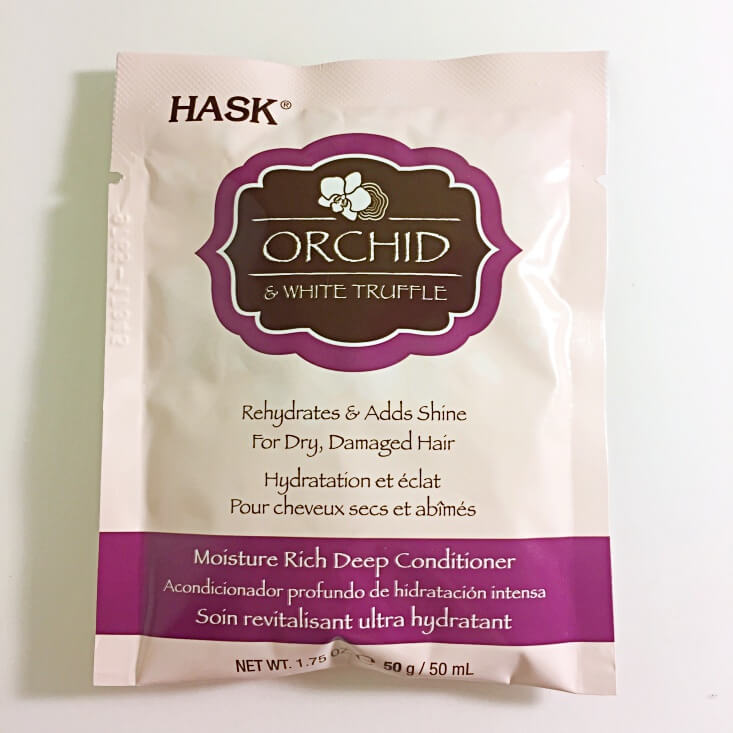 HASK®
ORCHID
& WHITE TRUFFLE
Rehydrates & Adds Shine
For Dry, Damaged Hair
Hydratation et éclat
Pour cheveux secs et abîmés
Moisture Rich Deep Conditioner
Acondicionador profundo de hidratación intensa
Soin revitalisant ultra hydratant
NET WT. 1.75 OZ ℮ 50 g / 50 mL